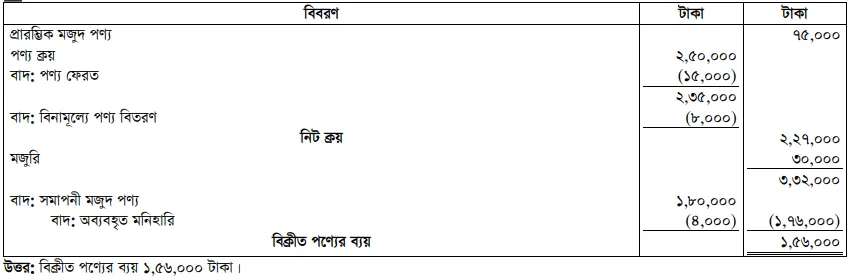 বিবরণ টাকা টাকা
প্রারম্ভিক মজুদ পণ্য ৭৫,০০০
পণ্য ক্রয় ২,৫০,০০০
বাদ: পণ্য ফেরত (১৫,০০০)
২,৩৫,০০০
বাদ: বিনামূল্যে পণ্য বিতরণ (৮,০০০)
নিট ক্রয় ২,২৭,০০০
মজুরি ৩০,০০০
৩,৩২,০০০
বাদ: সমাপনী মজুদ পণ্য ১,৮০,০০০
বাদ: অব্যবহৃত মনিহারি (৪,০০০) (১,৭৬,০০০)
বিক্রীত পণ্যের ব্যয় ১,৫৬,০০০
উত্তর: বিক্রীত পণ্যের ব্যয় ১,৫৬,০০০ টাকা।